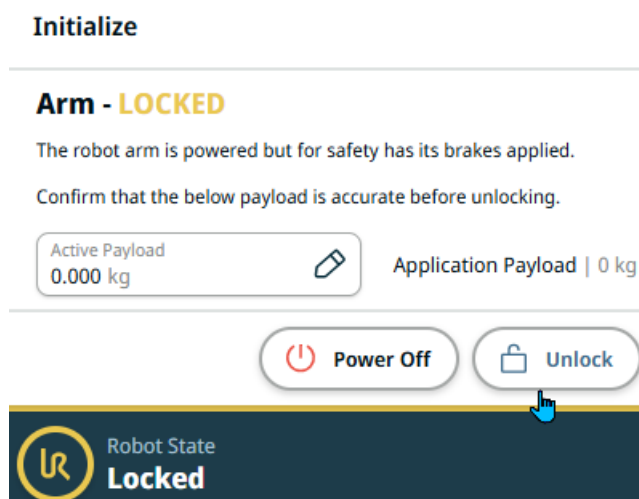 Initialize
Arm - LOCKED
The robot arm is powered but for safety has its brakes applied.
Confirm that the below payload is accurate before unlocking.
Active Payload
0.000 kg
Application Payload | 0 kg
Power Off
Unlock
Robot State
Locked